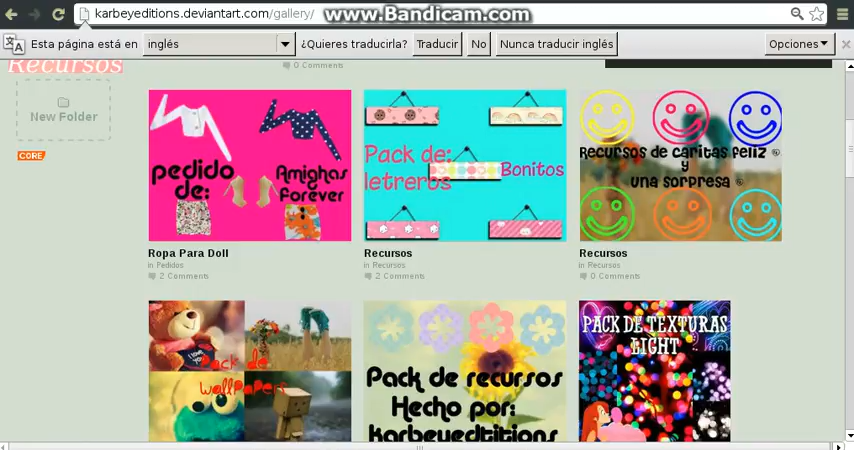 karbeyeditions.deviantart.com/gallery/
www.Bandicam.com
Esta página está en
inglés
¿Quieres traducirla?
Traducir
No
Nunca traducir inglés
Opciones
Recursos
0 Comments
New Folder
CORE
pedido
de:
Amighas
Forever
Pack de:
letreros
Bonitos
Recursos de caritas feliz ®
y
una sorpresa ®
Ropa Para Doll
in Pedidos
2 Comments
Recursos
in Recursos
2 Comments
Recursos
in Recursos
0 Comments
Pack de
wallpapers
Pack de recursos
Hecho por:
karbeyedtitions
PACK DE TEXTURAS
LIGHT